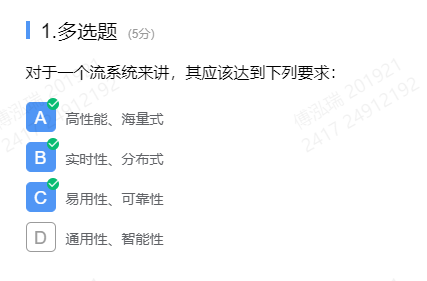 1.多选题 (5分)
对于一个流系统来讲，其应该达到下列要求：
A 高性能、海量式
B 实时性、分布式
C 易用性、可靠性
D 通用性、智能性
傅泓瑞 201921
2417 24912192
傅泓瑞 201921
2417 24912192